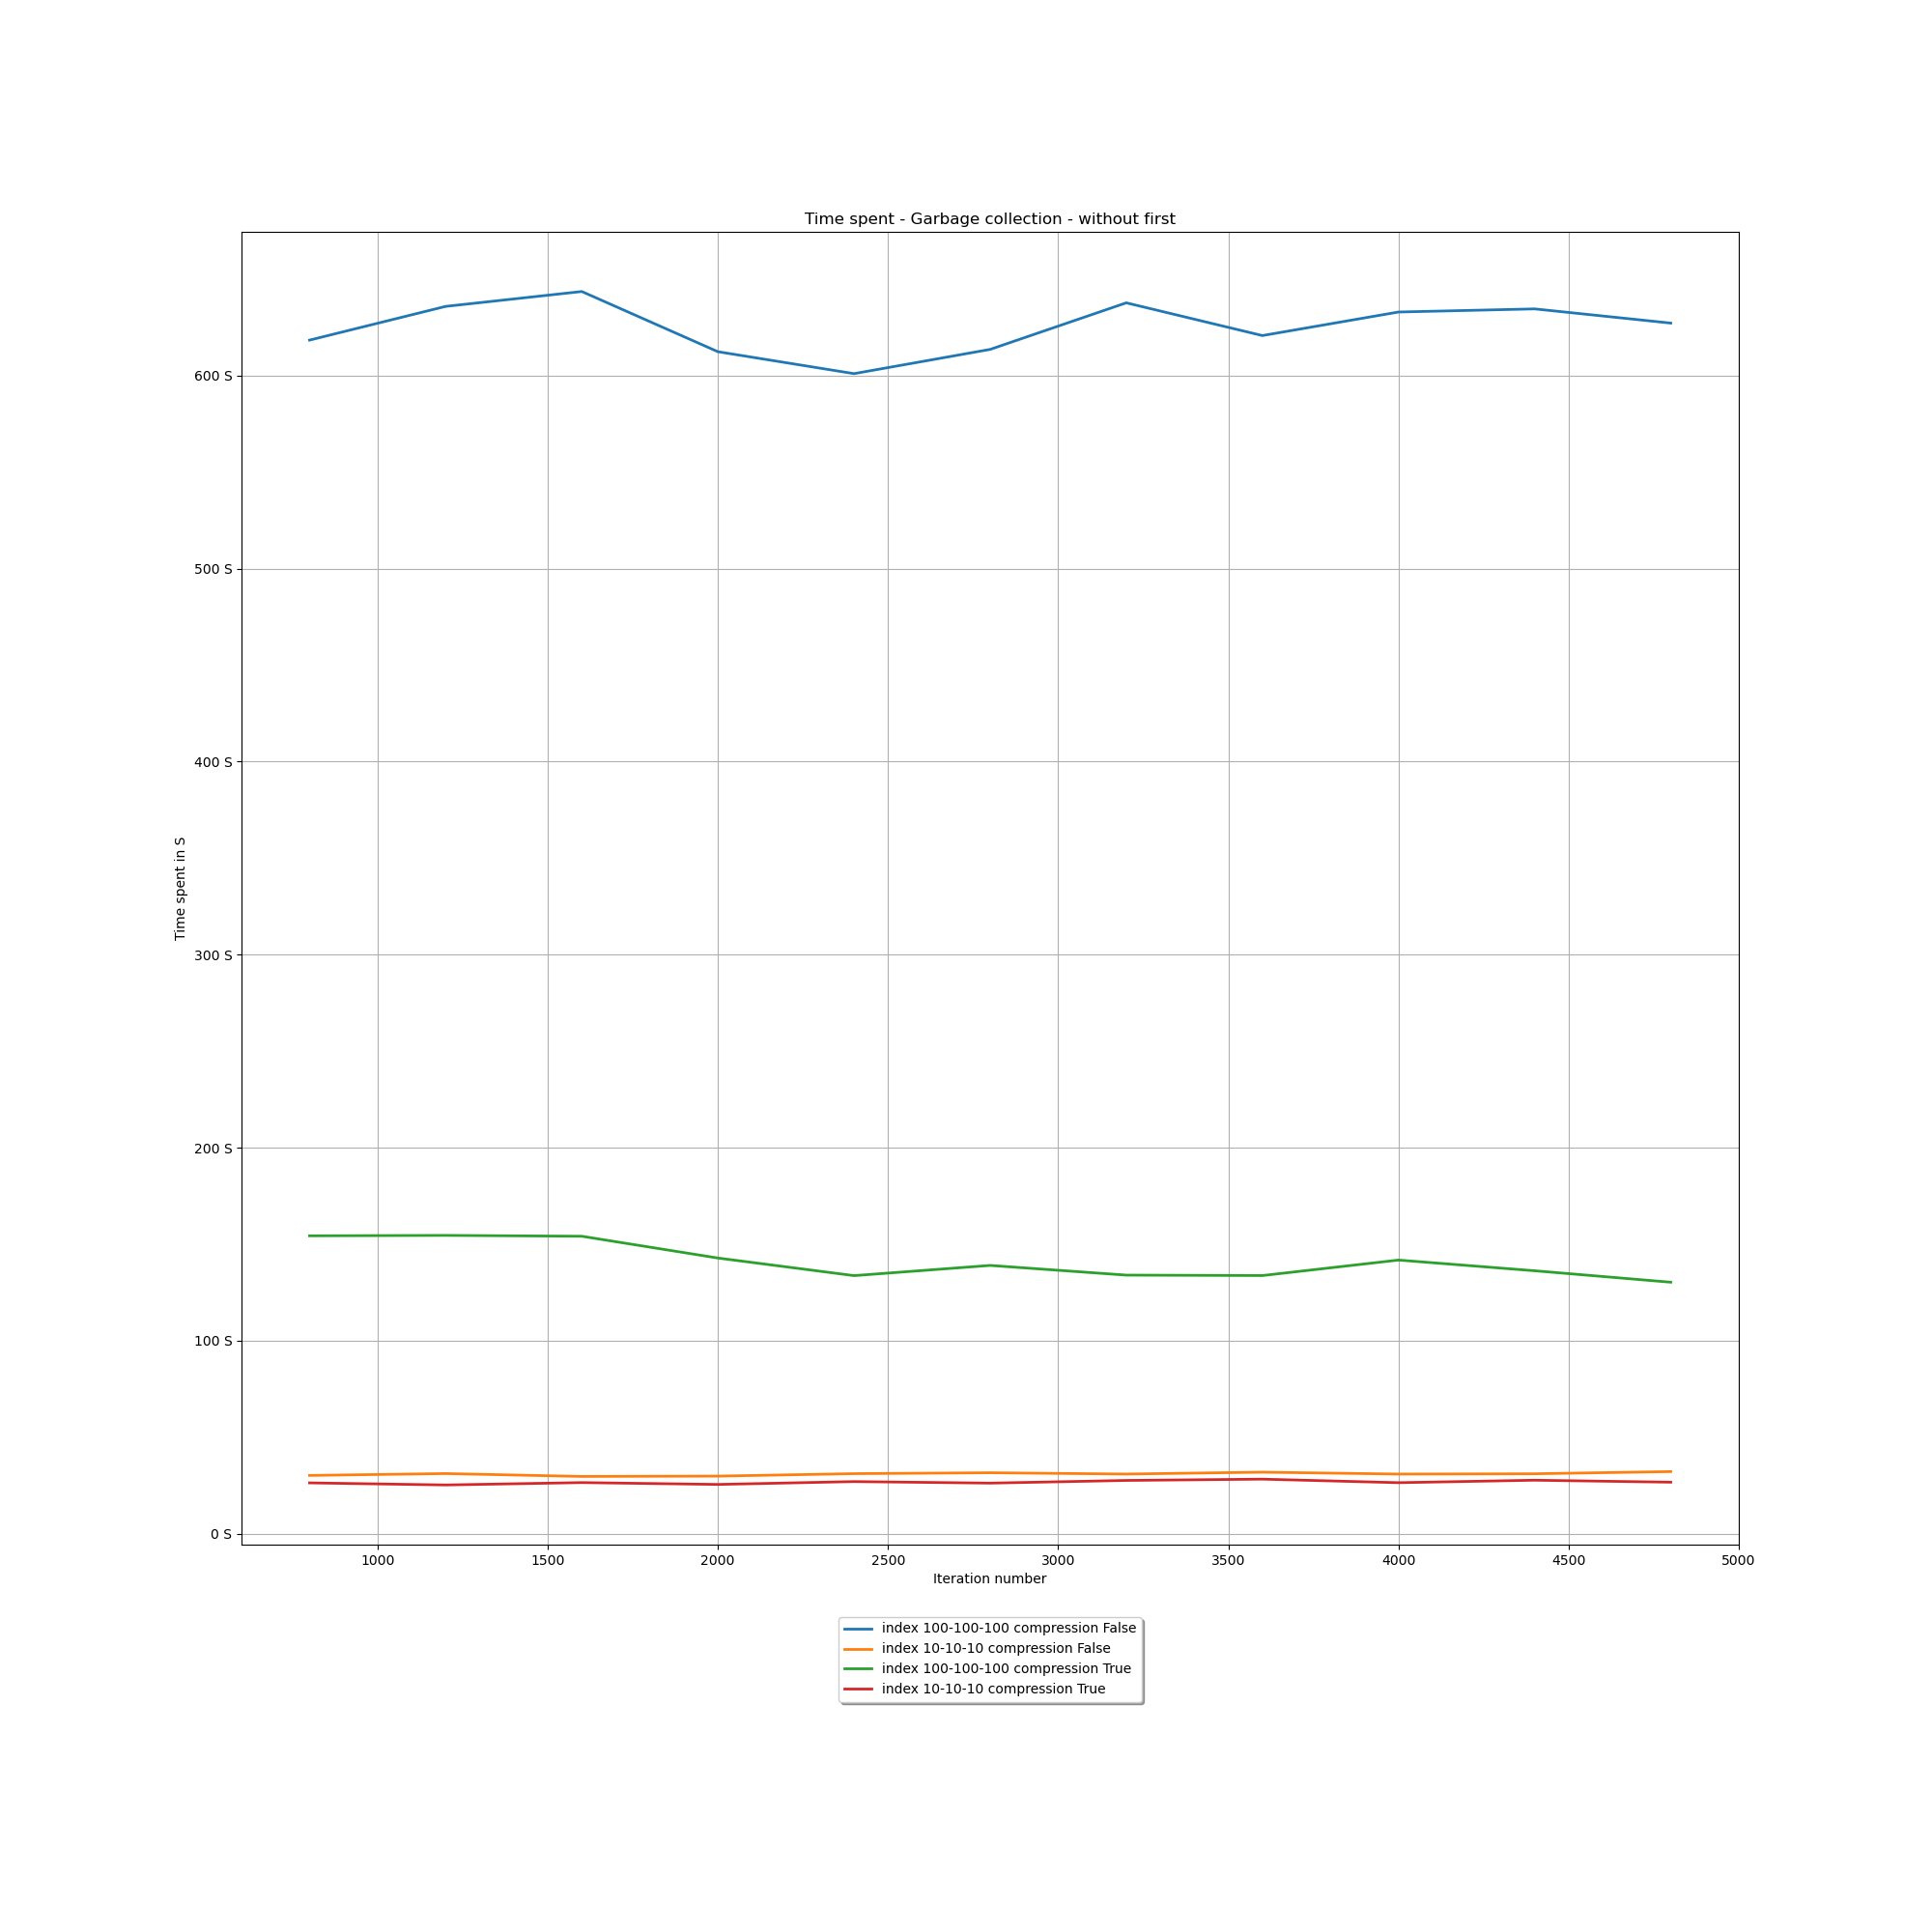 Time spent - Garbage collection - without first
600 S
500 S
400 S
300 S
200 S
100 S
0 S
Time spent in S
1000 1500 2000 2500 3000 3500 4000 4500 5000
Iteration number
index 100-100-100 compression False
index 10-10-10 compression False
index 100-100-100 compression True
index 10-10-10 compression True